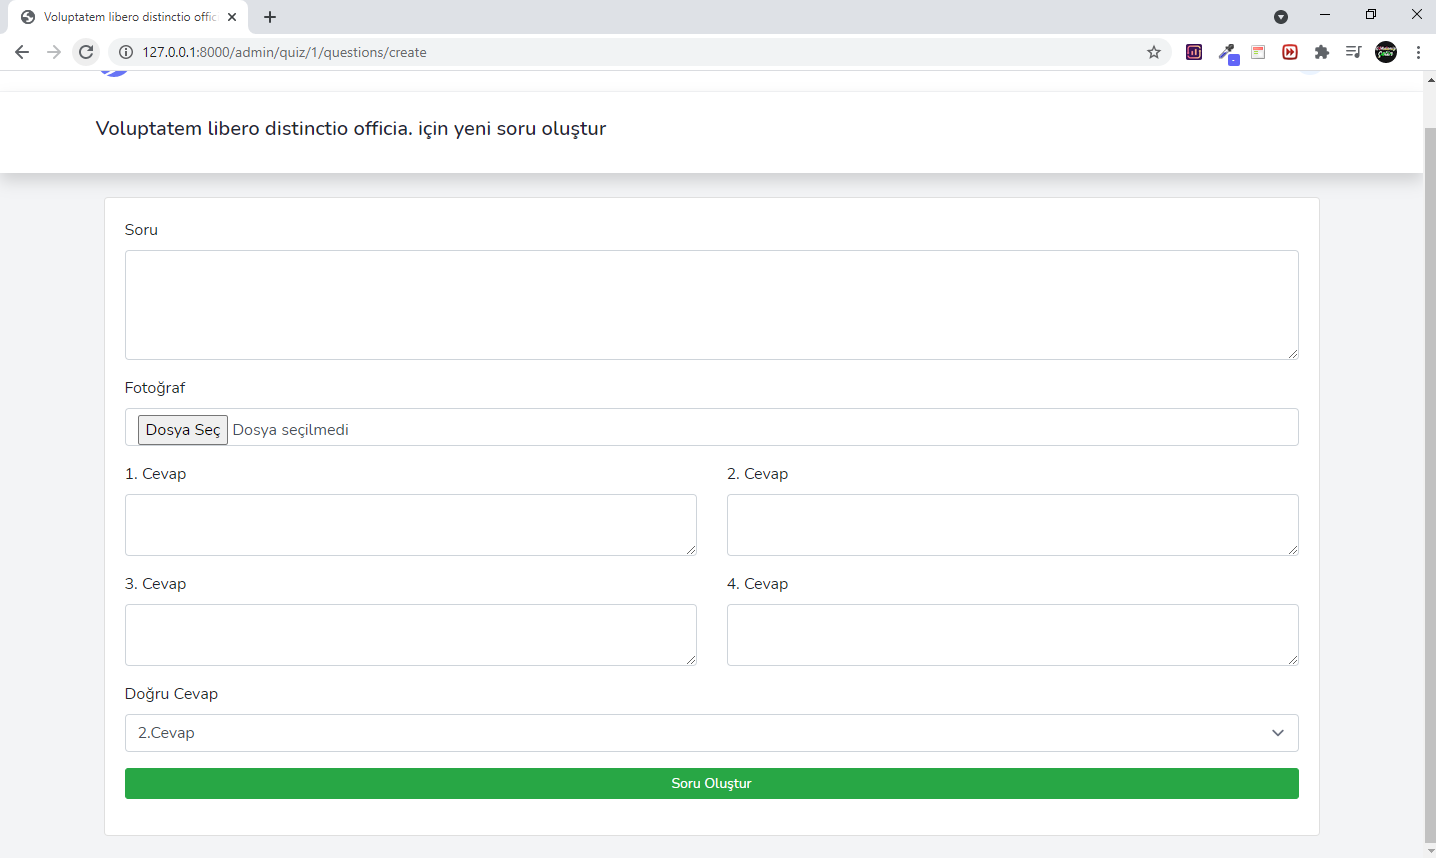 Voluptatem libero distinctio offic
127.0.0.1:8000/admin/quiz/1/questions/create
Voluptatem libero distinctio officia. için yeni soru oluştur
Soru
Fotoğraf
Dosya Seç Dosya seçilmedi
1. Cevap
2. Cevap
3. Cevap
4. Cevap
Doğru Cevap
2.Cevap
Soru Oluştur